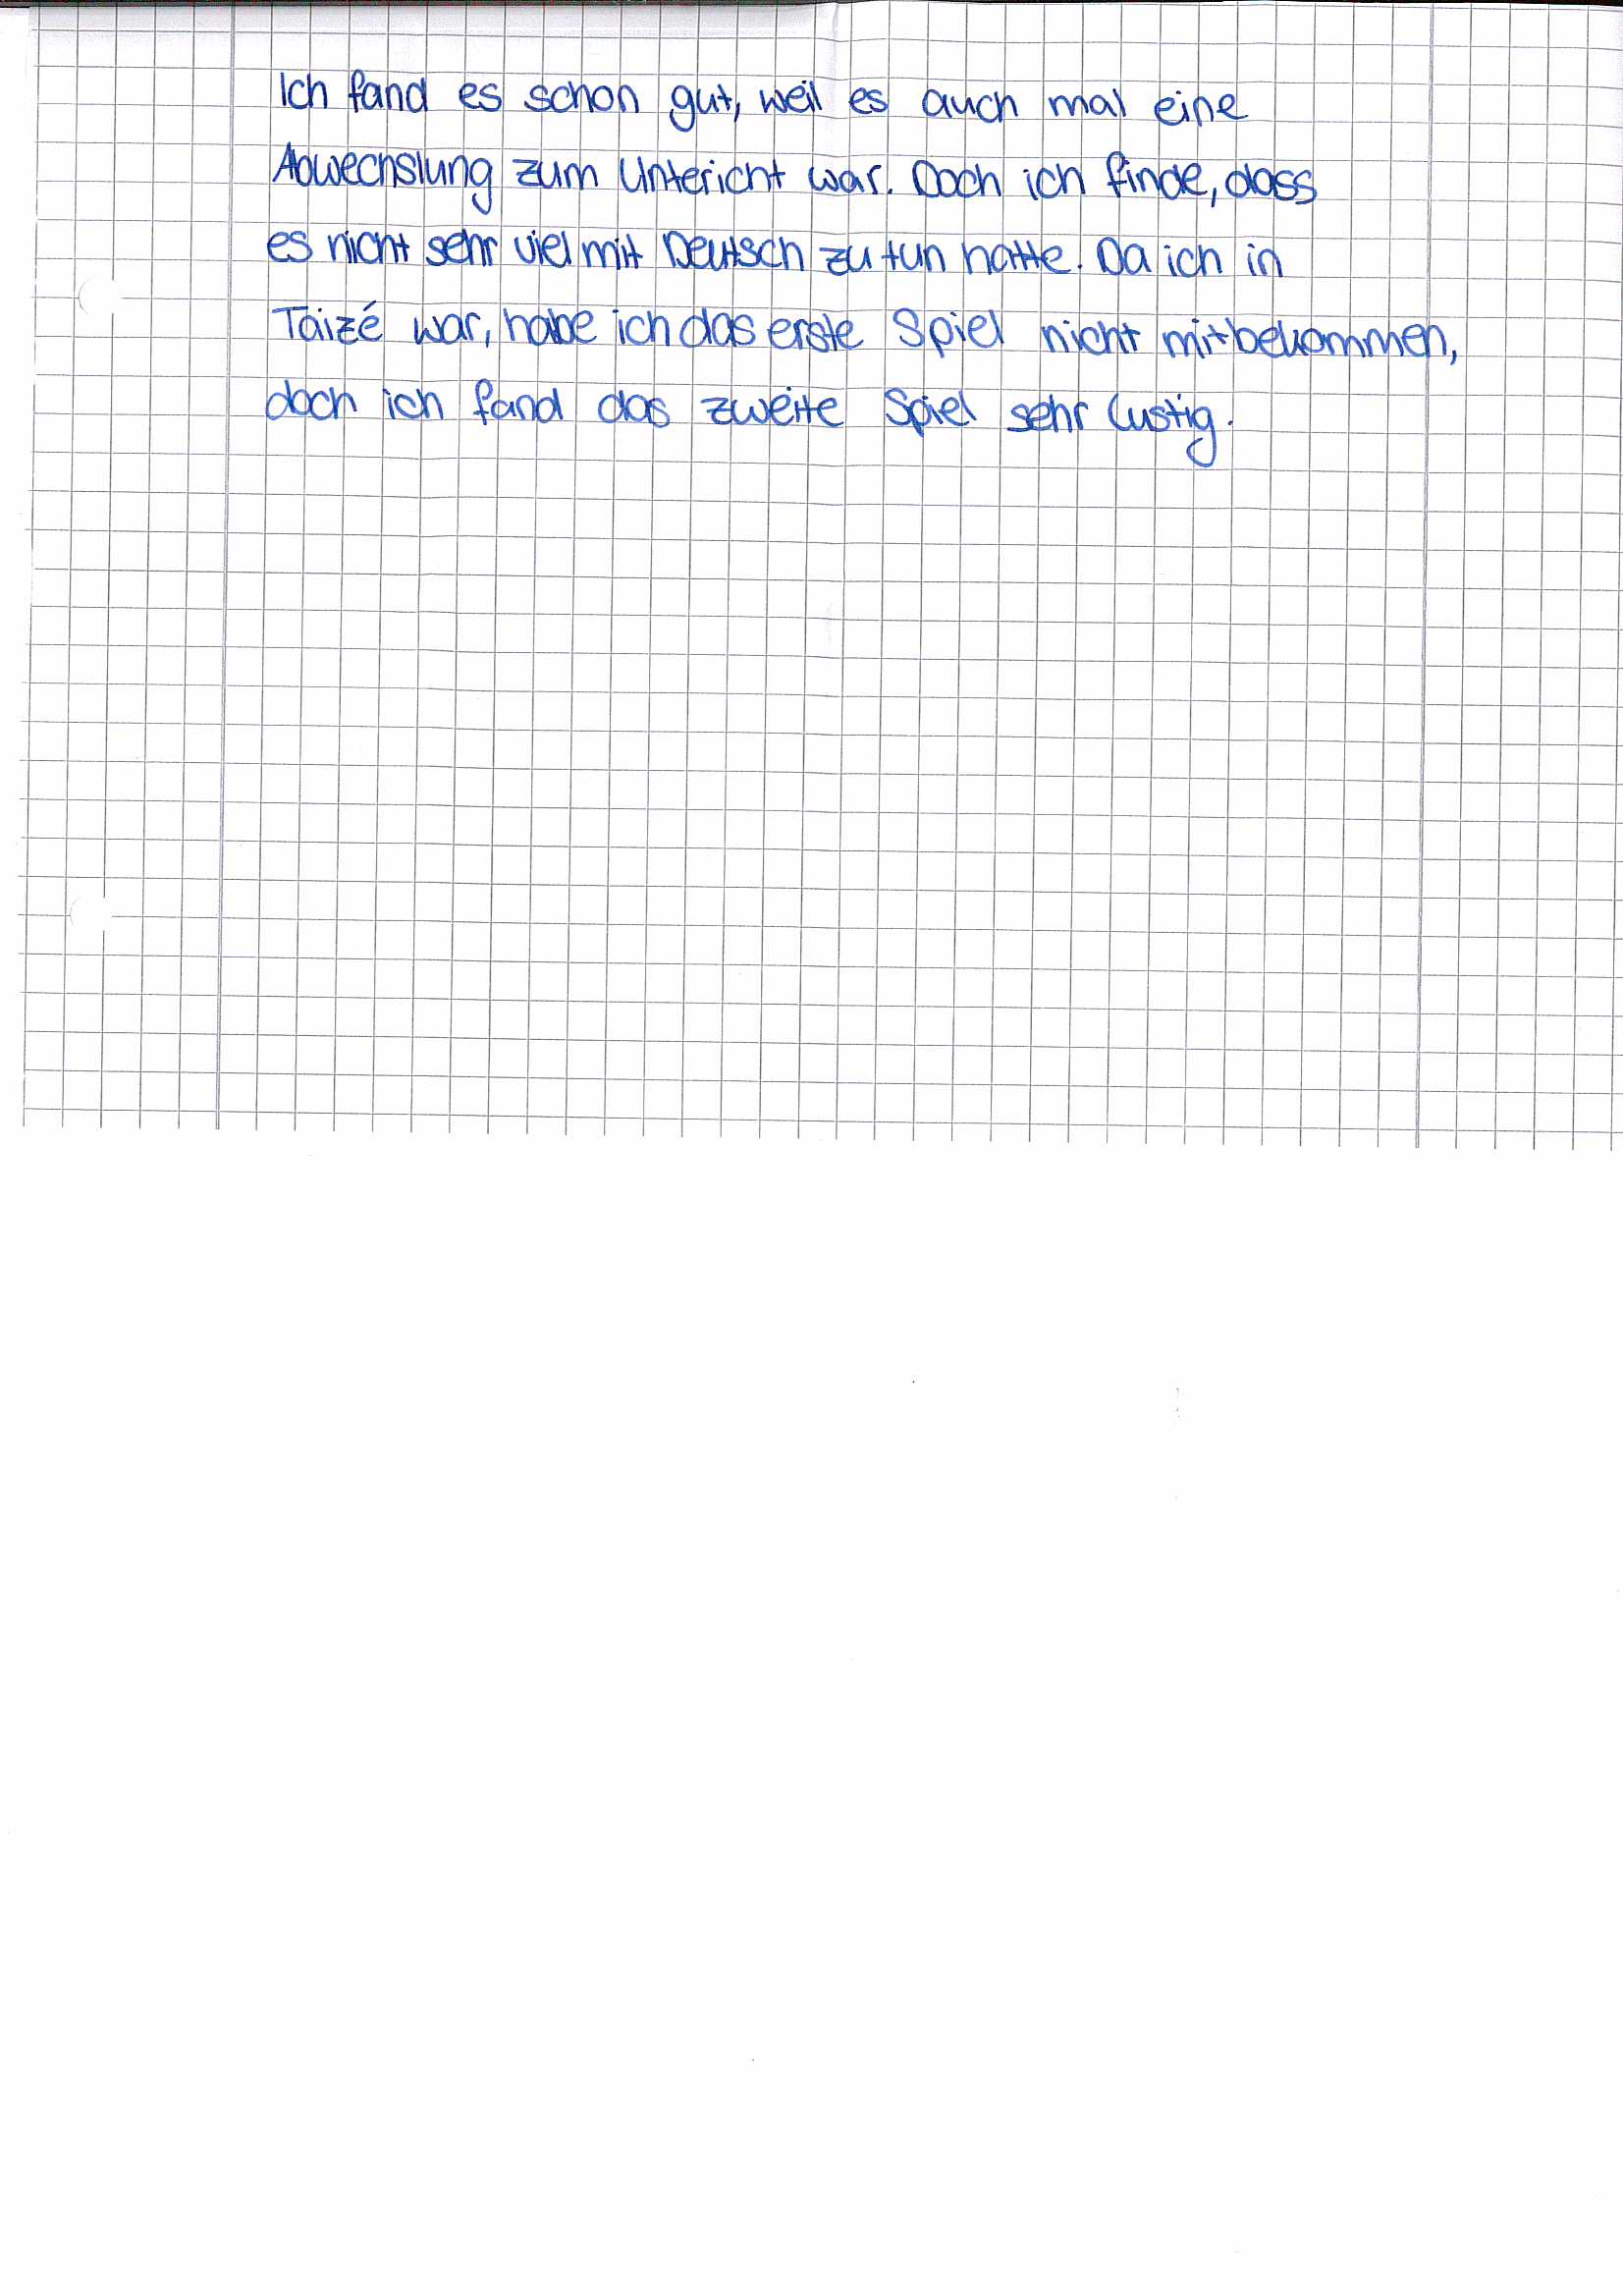 Ich fand es schon gut, weil es auch mal eine
Abwechslung zum Untericht war. Doch ich finde, dass
es nicht sehr viel mit Deutsch zu tun hatte. Da ich in
Taizé war, habe ich das erste Spiel nicht mitbekommen,
doch ich fand das zweite Spiel sehr lustig.